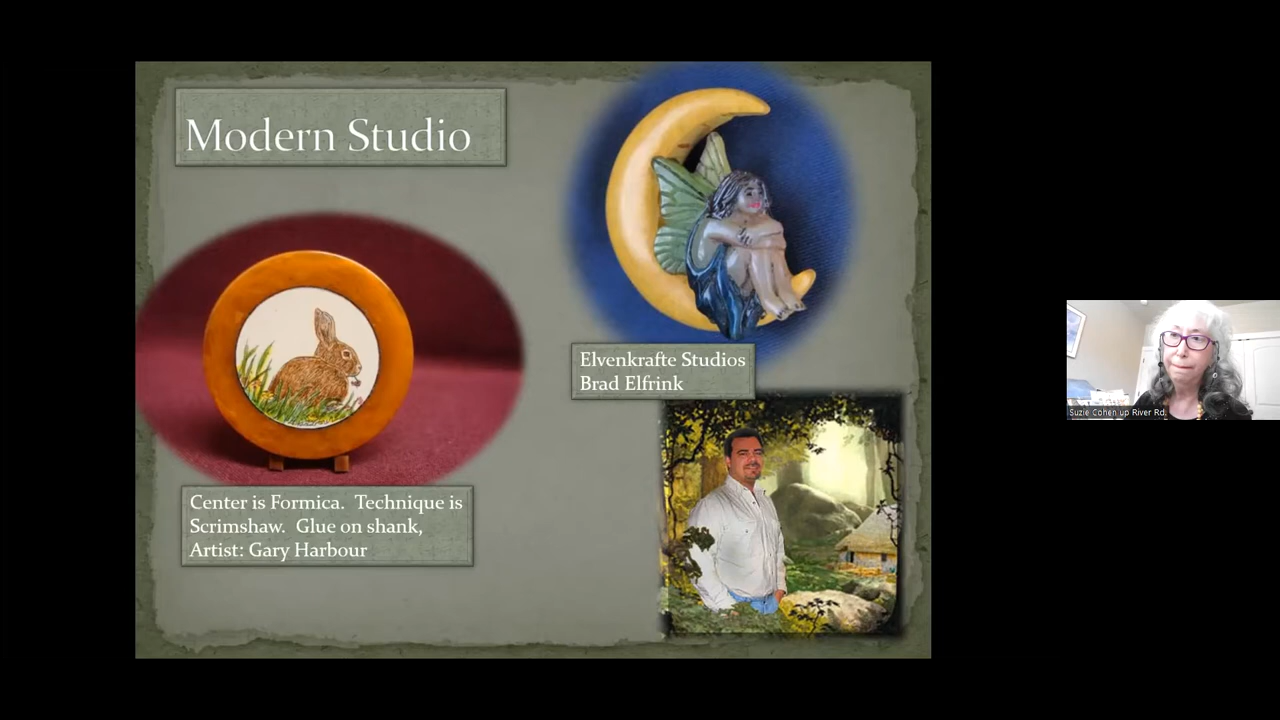 Modern Studio
Elvenkrafte Studios
Brad Elfrink
Center is Formica. Technique is
Scrimshaw. Glue on shank,
Artist: Gary Harbour
Suzie Cohen up River Rd.